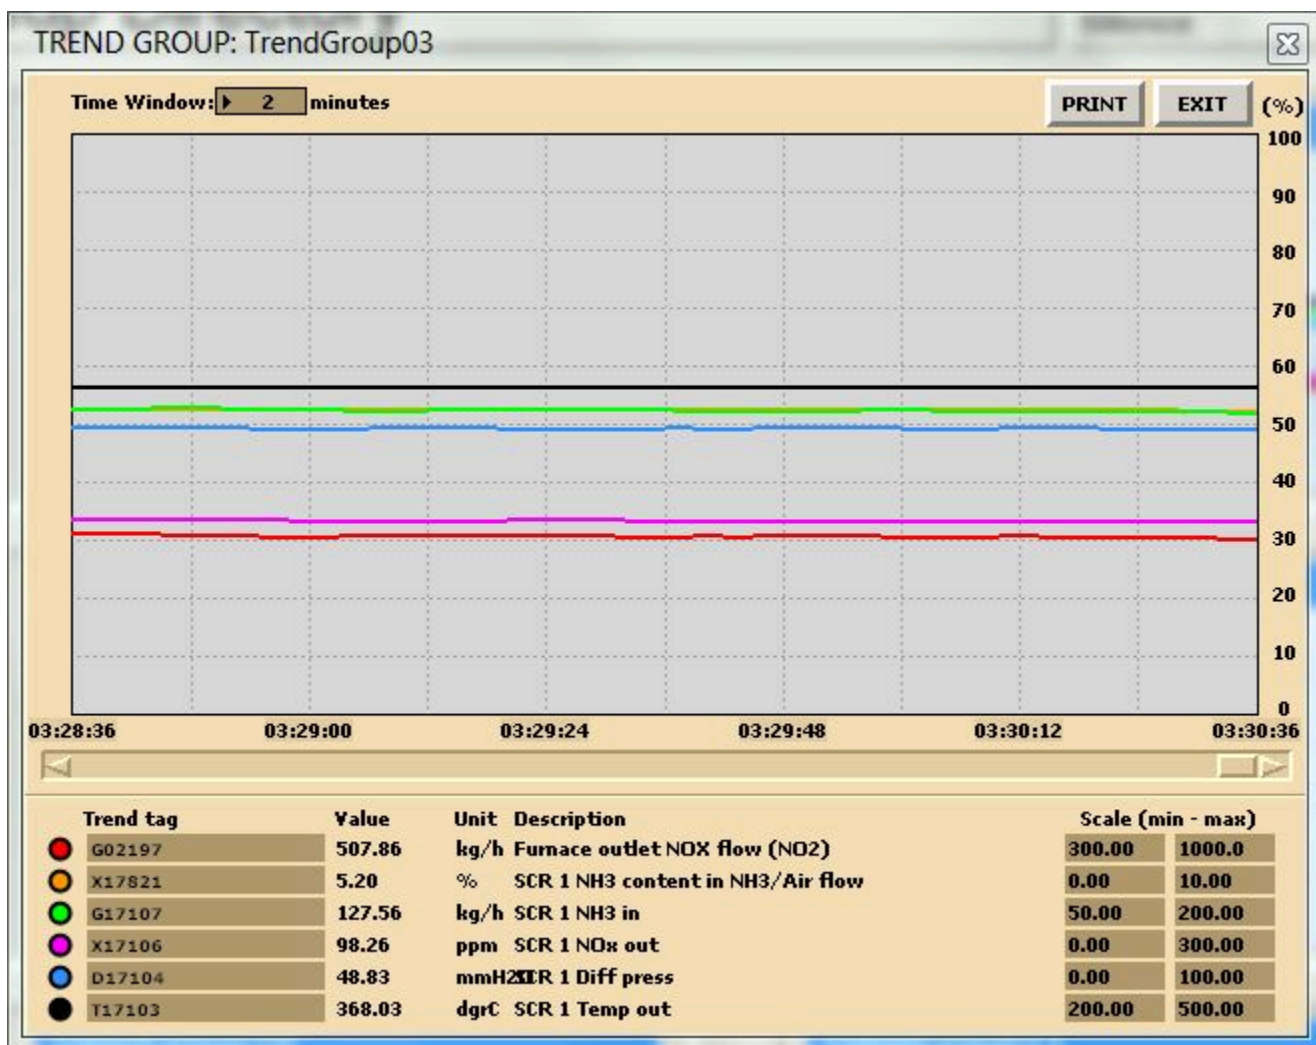 TREND GROUP: TrendGroup03
Time Window: 2 minutes
PRINT EXIT (%)
100
90
80
70
60
50
40
30
20
10
0
03:28:36 03:29:00 03:29:24 03:29:48 03:30:12 03:30:36
Trend tag Value Unit Description Scale (min - max)
G02197 507.86 kg/h Furnace outlet NOX flow (NO2) 300.00 1000.0
X17821 5.20 % SCR 1 NH3 content in NH3/Air flow 0.00 10.00
G17107 127.56 kg/h SCR 1 NH3 in 50.00 200.00
X17106 98.26 ppm SCR 1 NOx out 0.00 300.00
D17104 48.83 SCR 1 Diff press 0.00 100.00
T17103 368.03 dgrC SCR 1 Temp out 200.00 500.00